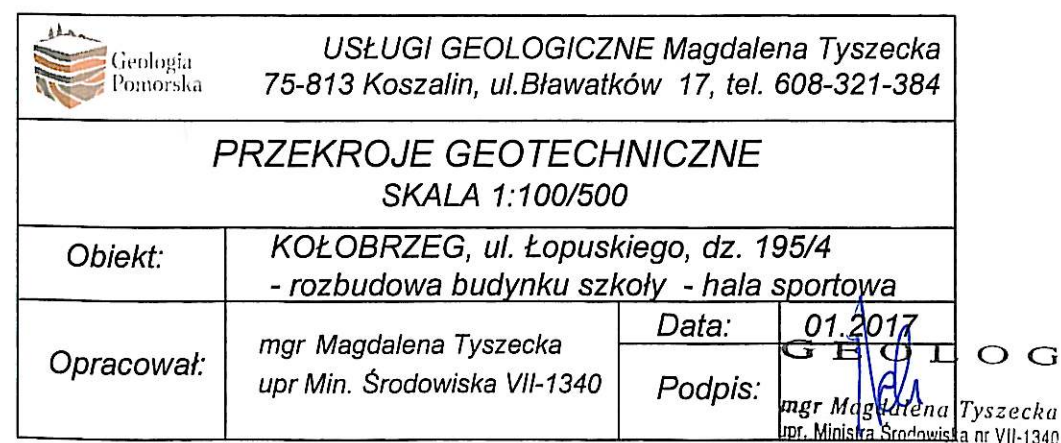 Geologia
Pomorska
USŁUGI GEOLOGICZNE Magdalena Tyszecka
75-813 Koszalin, ul.Bławatków 17, tel. 608-321-384
PRZEKROJE GEOTECHNICZNE
SKALA 1:100/500
Obiekt:
KOŁOBRZEG, ul. Łopuskiego, dz. 195/4
- rozbudowa budynku szkoły - hala sportowa
Opracował:
mgr Magdalena Tyszecka
upr Min. Środowiska VII-1340
Data:
01.2017
Podpis:
GEOLOG
mgr Magdalena Tyszecka
upr. Ministra Środowiska nr VII-1340